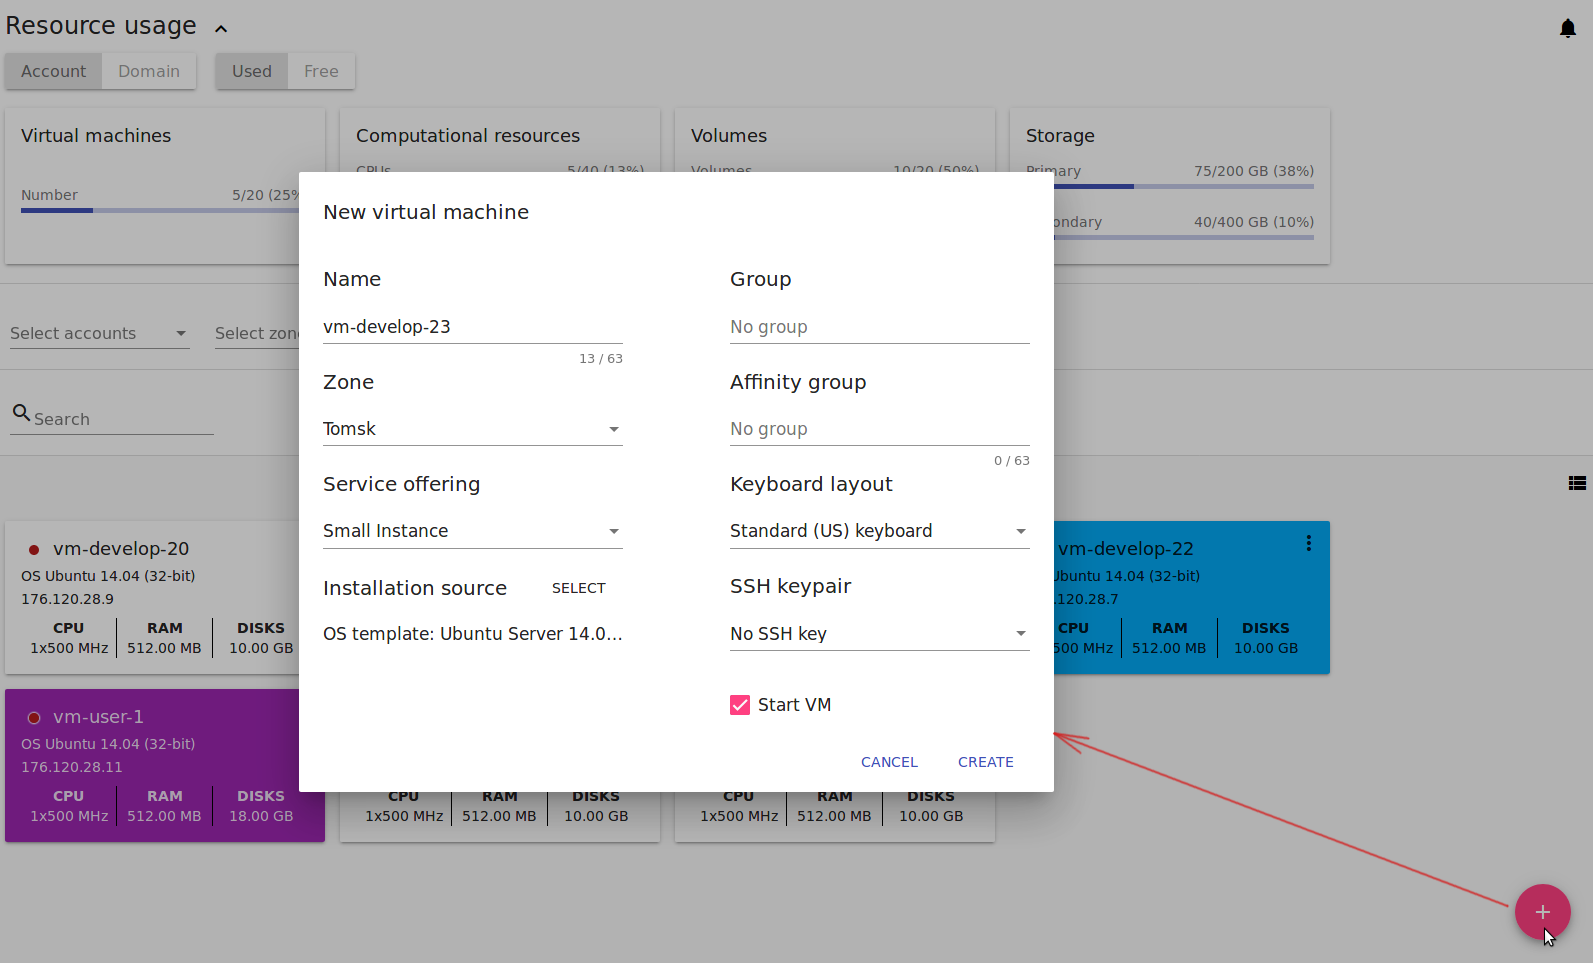 Resource usage
Account Domain Used Free
Virtual machines
Number 5/20 (25%
Computational resources
CPUs 5/40 (13%)
Volumes
Volumes 10/20 (50%)
Storage
Primary 75/200 GB (38%)
ondary 40/400 GB (10%)
Select accounts Select zon
Search
New virtual machine
Name
vm-develop-23
13 / 63
Zone
Tomsk
Service offering
Small Instance
Installation source SELECT
OS template: Ubuntu Server 14.0...
Group
No group
Affinity group
No group
0 / 63
Keyboard layout
Standard (US) keyboard
SSH keypair
No SSH key
Start VM
CANCEL CREATE
vm-develop-20
OS Ubuntu 14.04 (32-bit)
176.120.28.9
CPU RAM DISKS
1x500 MHz 512.00 MB 10.00 GB
vm-develop-22
Ubuntu 14.04 (32-bit)
.120.28.7
CPU RAM DISKS
500 MHz 512.00 MB 10.00 GB
vm-user-1
OS Ubuntu 14.04 (32-bit)
176.120.28.11
CPU RAM DISKS
1x500 MHz 512.00 MB 18.00 GB
CPU RAM DISKS
1x500 MHz 512.00 MB 10.00 GB
CPU RAM DISKS
1x500 MHz 512.00 MB 10.00 GB